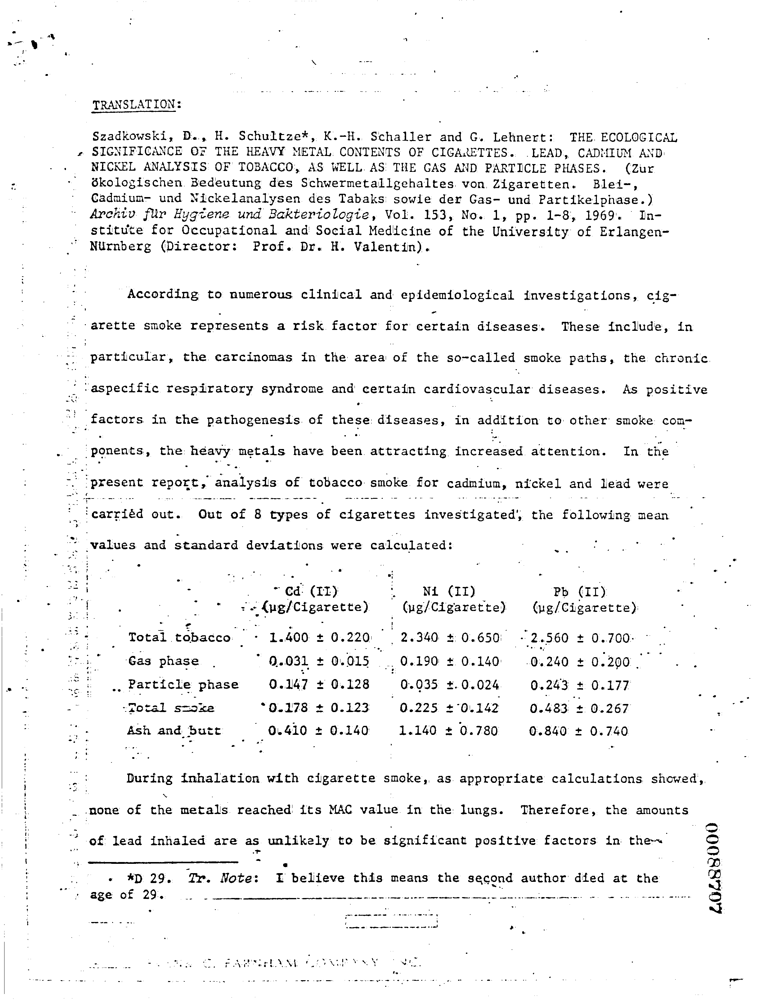 TRANSLATION:
Szadkowski, D., H. Schultze*, K.-H. Schaller and G. Lehnert: THE ECOLOGICAL
SIGNIFICANCE OF THE HEAVY METAL CONTENTS OF CIGARETTES. LEAD, CADMIUM AND
NICKEL ANALYSIS OF TOBACCO, AS WELL AS THE GAS AND PARTICLE PHASES. (Zur
ökologischen Bedeutung des Schwermetallgehaltes von Zigaretten. Blei-,
Cadmium- und Nickelanalysen des Tabaks sowie der Gas- und Partikelphase.)
Archiv für Hygiene und Bakteriologie, Vol. 153, No. 1, pp. 1-8, 1969. In-
stitute for Occupational and Social Medicine of the University of Erlangen-
Nürnberg (Director: Prof. Dr. H. Valentin).
According to numerous clinical and epidemiological investigations, cig-
arette smoke represents a risk factor for certain diseases. These include, in
particular, the carcinomas in the area of the so-called smoke paths, the chronic
aspecific respiratory syndrome and certain cardiovascular diseases. As positive
factors in the pathogenesis of these diseases, in addition to other smoke com-
ponents, the heavy metals have been attracting increased attention. In the
present report, analysis of tobacco smoke for cadmium, nickel and lead were
carried out. Out of 8 types of cigarettes investigated, the following mean
values and standard deviations were calculated:
Cd (II) Ni (II) Pb (II)
(µg/Cigarette) (µg/Cigarette) (µg/Cigarette)
Total tobacco 1.400 ± 0.220 2.340 ± 0.650 2.560 ± 0.700
Gas phase 0.031 ± 0.015 0.190 ± 0.140 0.240 ± 0.200
Particle phase 0.147 ± 0.128 0.035 ± 0.024 0.243 ± 0.177
Total smoke 0.178 ± 0.123 0.225 ± 0.142 0.483 ± 0.267
Ash and butt 0.410 ± 0.140 1.140 ± 0.780 0.840 ± 0.740
During inhalation with cigarette smoke, as appropriate calculations showed,
none of the metals reached its MAC value in the lungs. Therefore, the amounts
of lead inhaled are as unlikely to be significant positive factors in the
*D 29. Tr. Note: I believe this means the second author died at the
age of 29.
00088707
C. FARNHAM COMPANY INC.